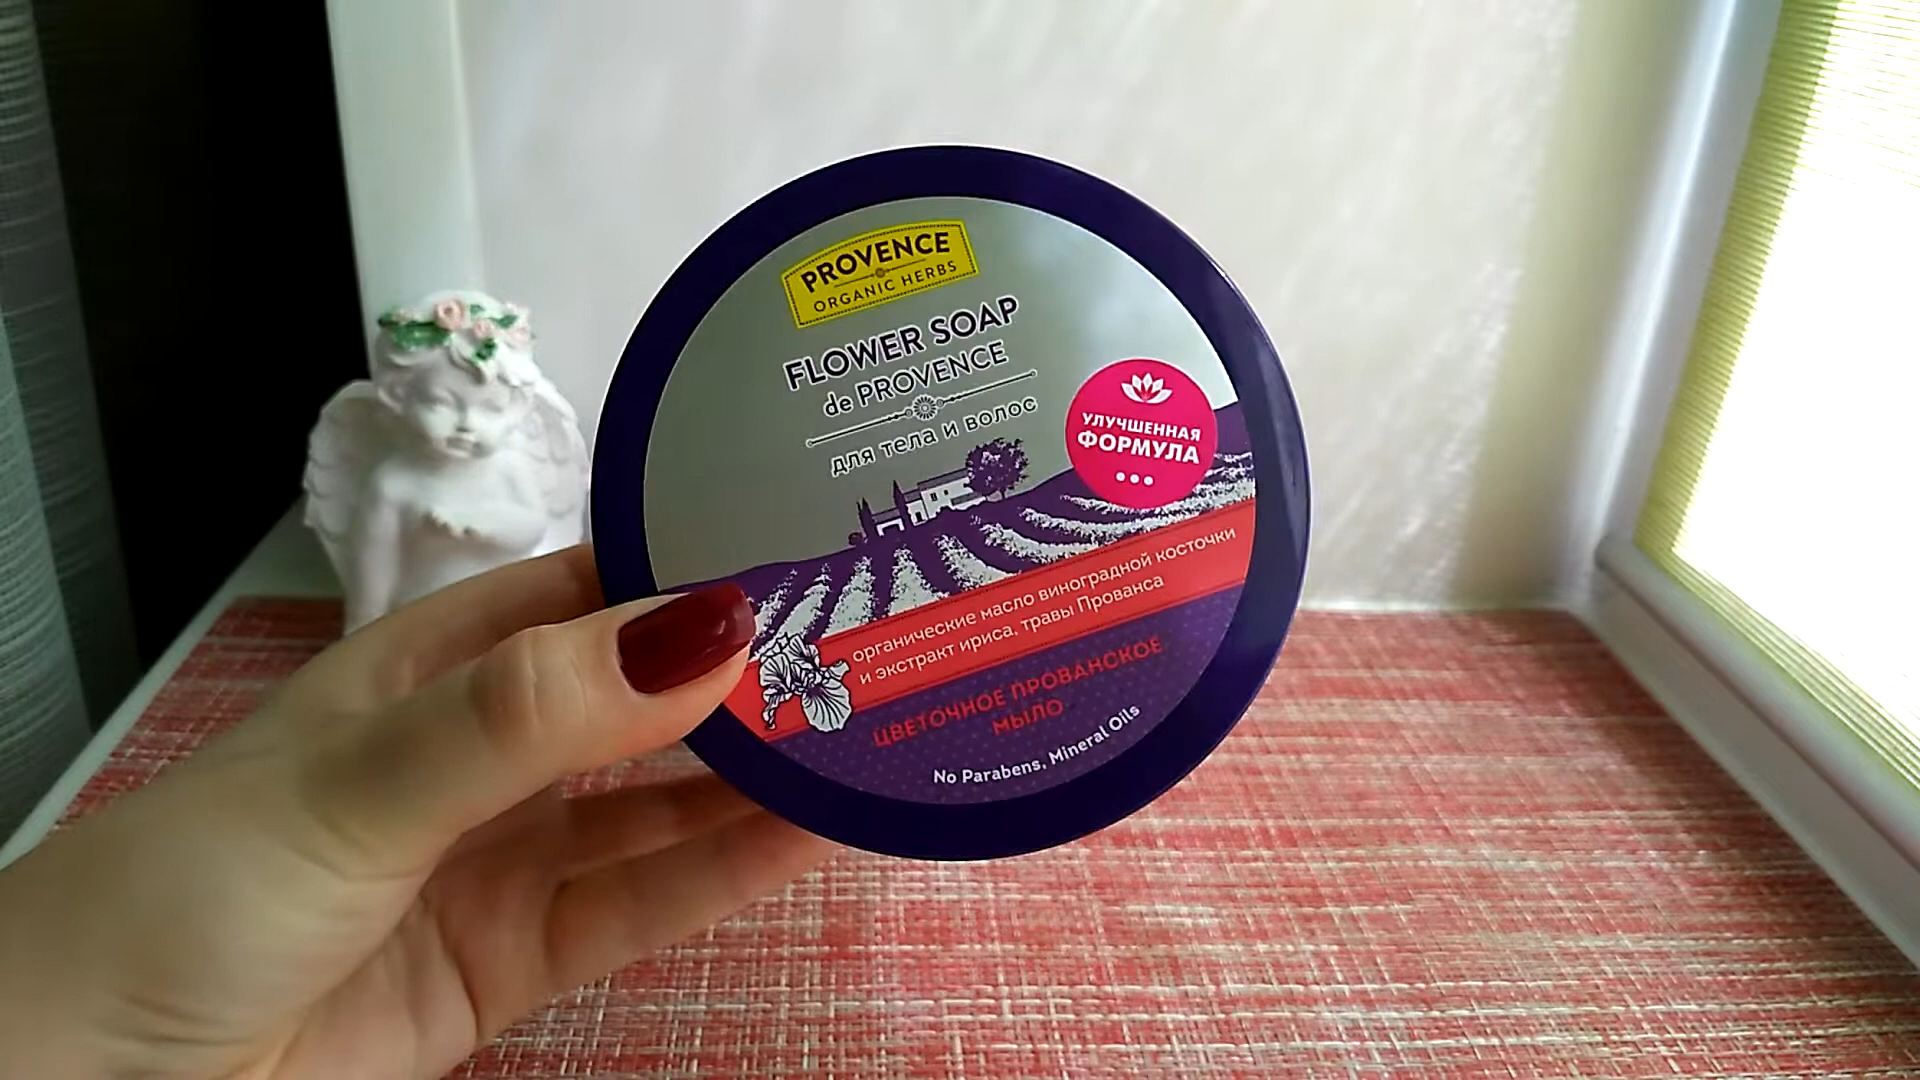 PROVENCE
ORGANIC HERBS
FLOWER SOAP
de PROVENCE
для тела и волос
УЛУЧШЕННАЯ
ФОРМУЛА
органические масло виноградной косточки
и экстракт ириса, травы Прованса
ЦВЕТОЧНОЕ ПРОВАНСКОЕ
МЫЛО
No Parabens, Mineral Oils